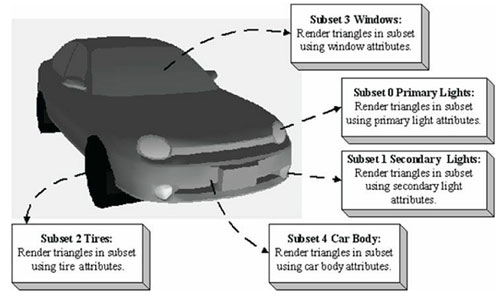 Subset 3 Windows:
Render triangles in subset
using window attributes.
Subset 0 Primary Lights:
Render triangles in subset
using primary light attributes.
Subset 1 Secondary Lights:
Render triangles in subset
using secondary light
attributes.
Subset 2 Tires:
Render triangles in subset
using tire attributes.
Subset 4 Car Body:
Render triangles in subset
using car body attributes.